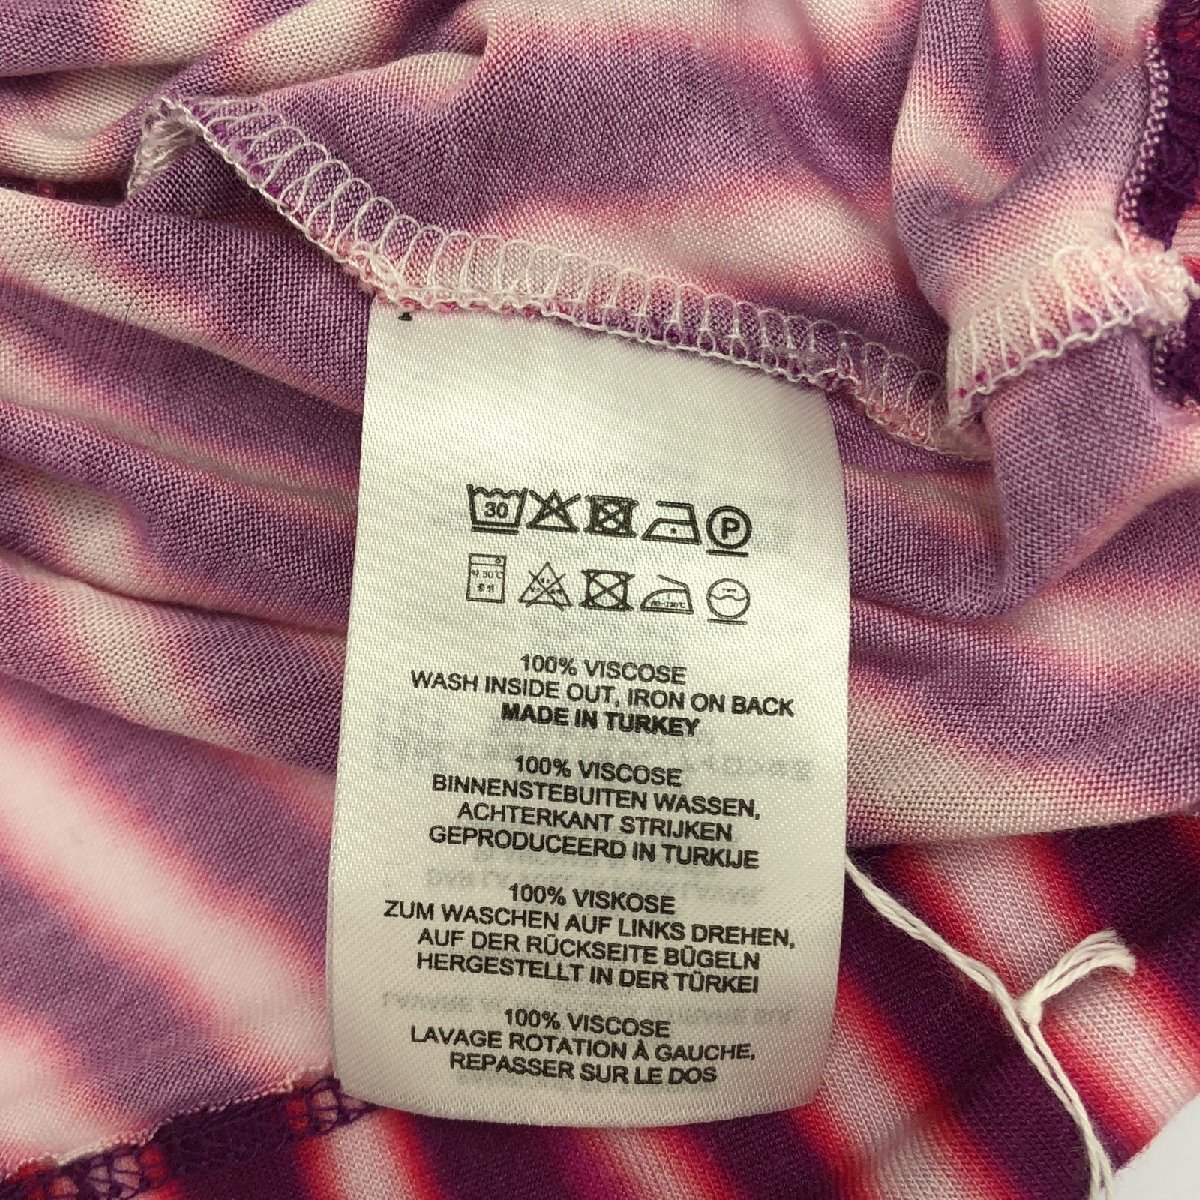 30 P
100% VISCOSE
WASH INSIDE OUT, IRON ON BACK
MADE IN TURKEY
100% VISCOSE
BINNENSTEBUITEN WASSEN,
ACHTERKANT STRIJKEN
GEPRODUCEERD IN TURKIJE
100% VISKOSE
ZUM WASCHEN AUF LINKS DREHEN,
AUF DER RÜCKSEITE BÜGELN
HERGESTELLT IN DER TÜRKEI
100% VISCOSE
LAVAGE ROTATION À GAUCHE,
REPASSER SUR LE DOS